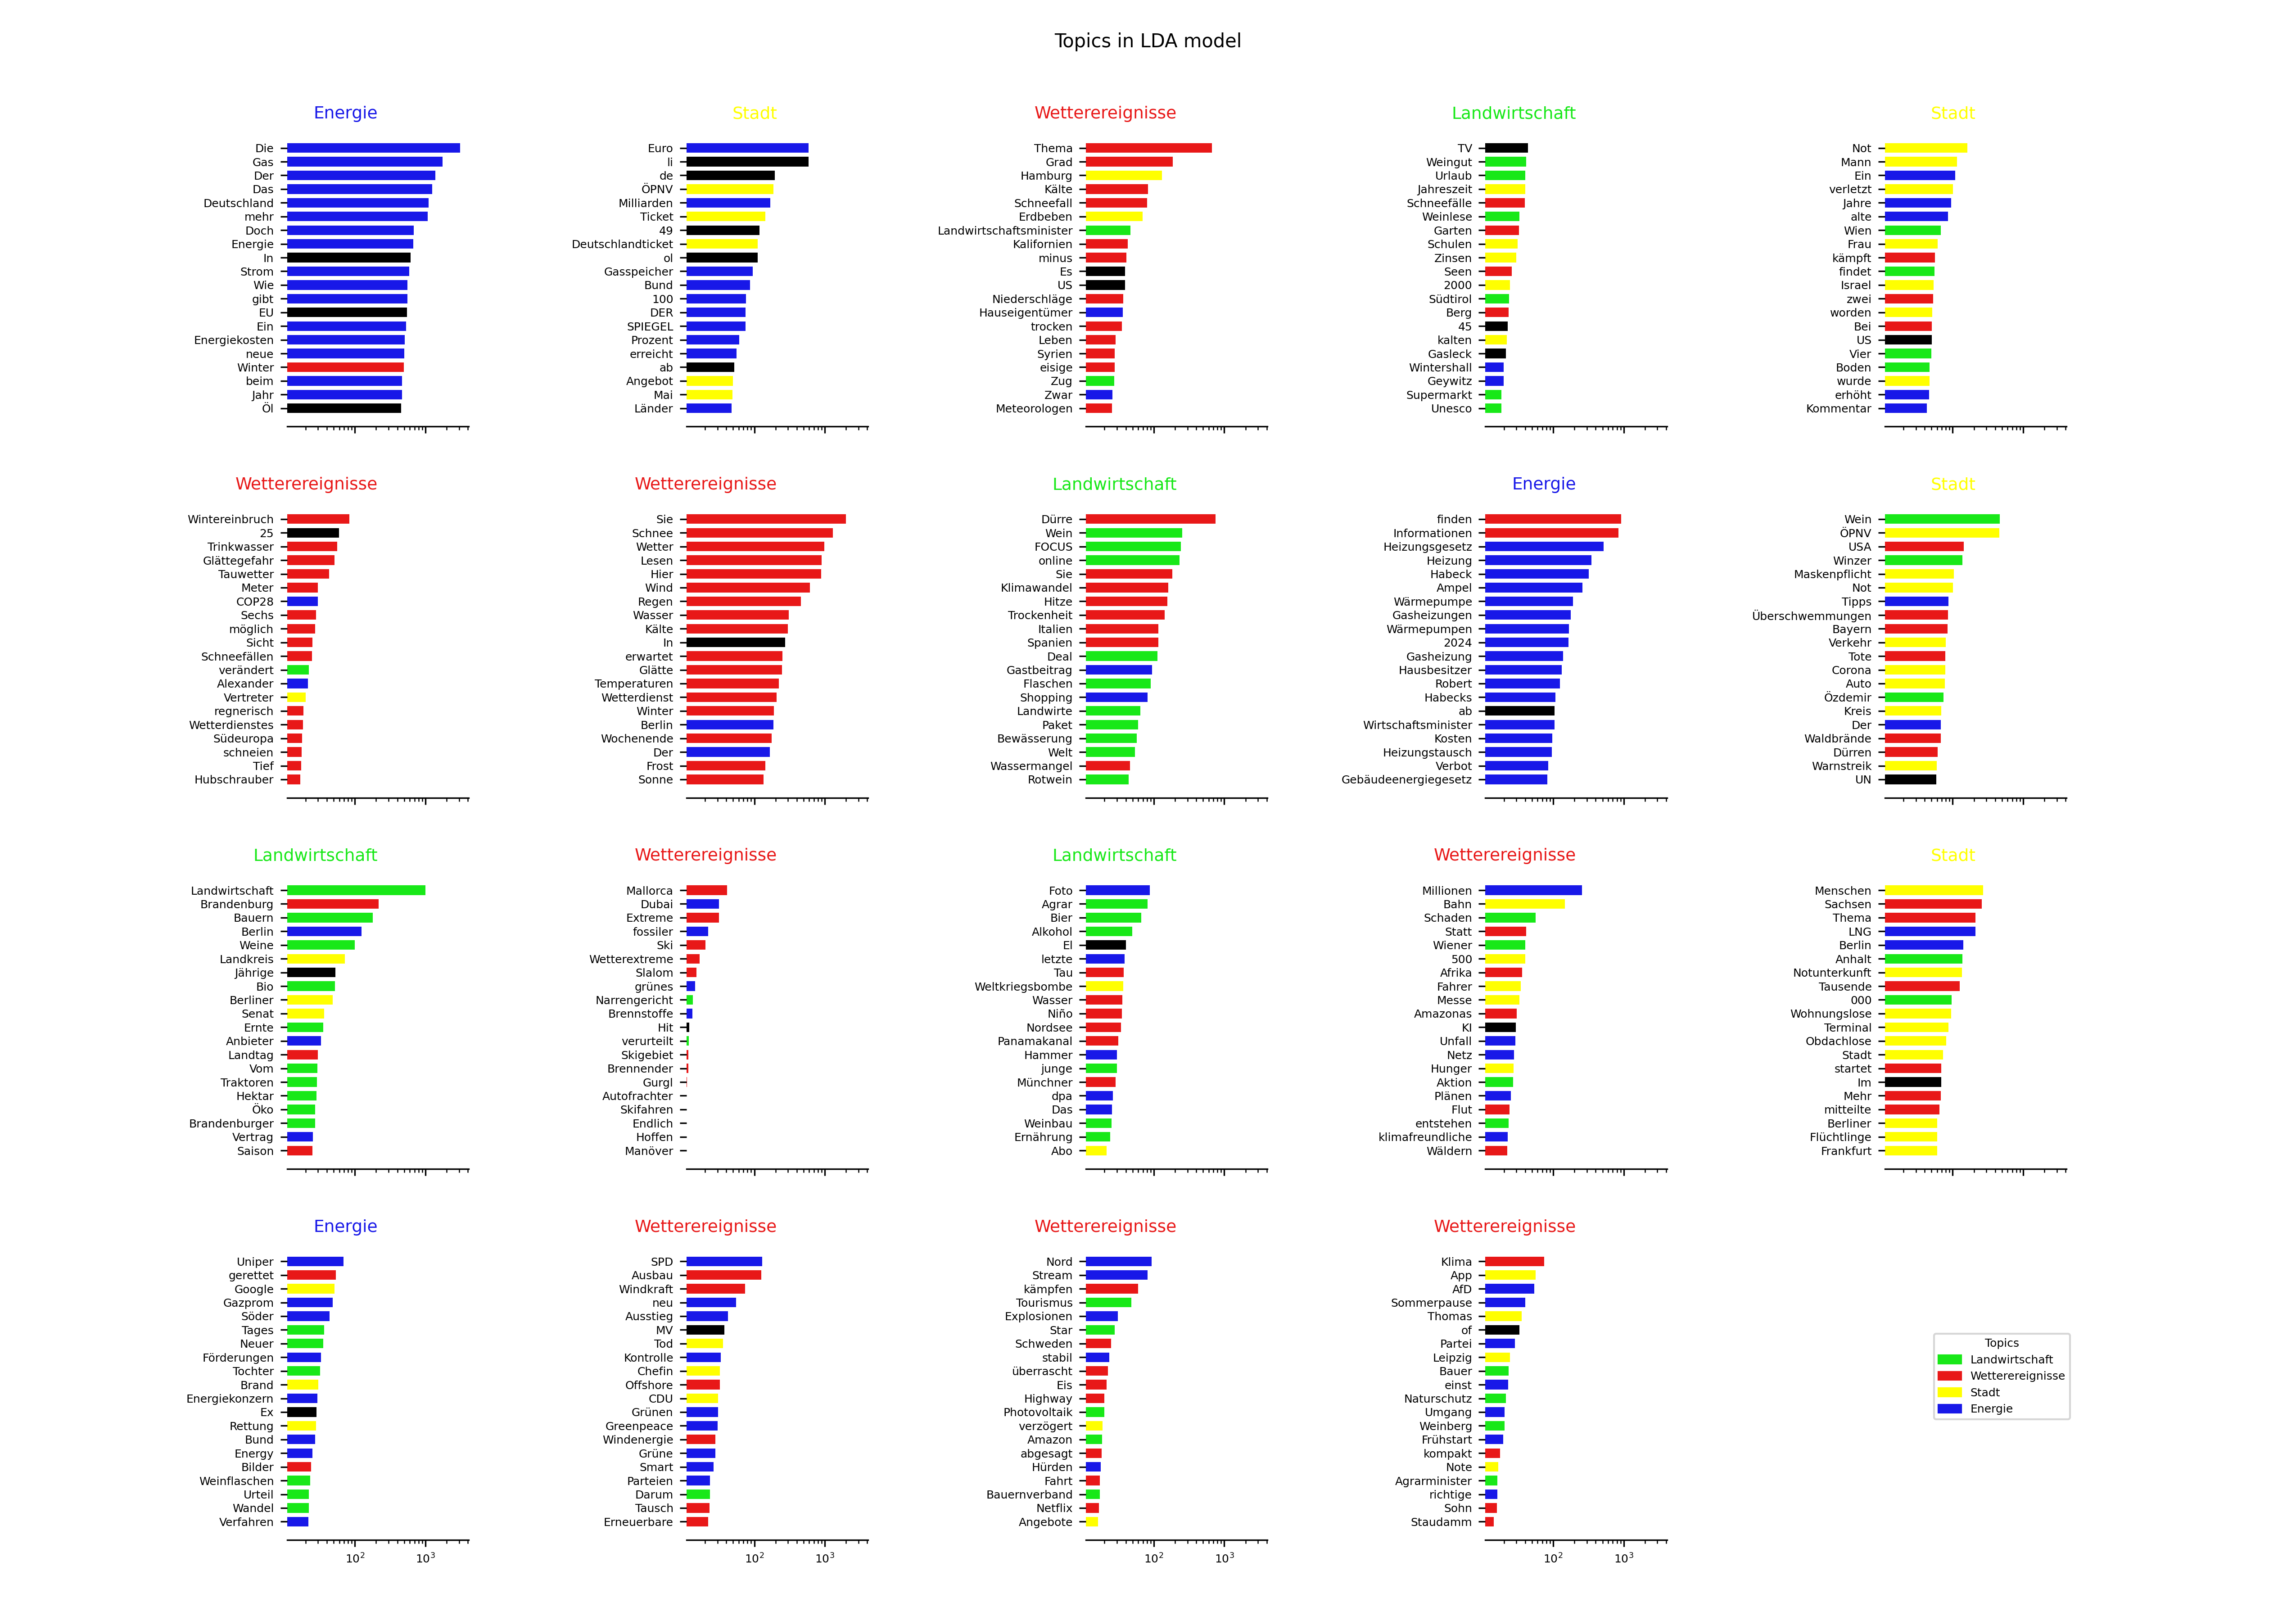 Topics in LDA model
Energie
Die
Gas
Der
Das
Deutschland
mehr
Doch
Energie
In
Strom
Wie
gibt
EU
Ein
Energiekosten
neue
Winter
beim
Jahr
Öl
Stadt
Euro
li
de
ÖPNV
Milliarden
Ticket
49
Deutschlandticket
ol
Gasspeicher
Bund
100
DER
SPIEGEL
Prozent
erreicht
ab
Angebot
Mai
Länder
Wetterereignisse
Thema
Grad
Hamburg
Kälte
Schneefall
Erdbeben
Landwirtschaftsminister
Kalifornien
minus
Es
US
Niederschläge
Hauseigentümer
trocken
Leben
Syrien
eisige
Zug
Zwar
Meteorologen
Landwirtschaft
TV
Weingut
Urlaub
Jahreszeit
Schneefälle
Weinlese
Garten
Schulen
Zinsen
Seen
2000
Südtirol
Berg
45
kalten
Gasleck
Wintershall
Geywitz
Supermarkt
Unesco
Stadt
Not
Mann
Ein
verletzt
Jahre
alte
Wien
Frau
kämpft
findet
Israel
zwei
worden
Bei
US
Vier
Boden
wurde
erhöht
Kommentar
Wetterereignisse
Wintereinbruch
25
Trinkwasser
Glättegefahr
Tauwetter
Meter
COP28
Sechs
möglich
Sicht
Schneefällen
verändert
Alexander
Vertreter
regnerisch
Wetterdienstes
Südeuropa
schneien
Tief
Hubschrauber
Wetterereignisse
Sie
Schnee
Wetter
Lesen
Hier
Wind
Regen
Wasser
Kälte
In
erwartet
Glätte
Temperaturen
Wetterdienst
Winter
Berlin
Wochenende
Der
Frost
Sonne
Landwirtschaft
Dürre
Wein
FOCUS
online
Sie
Klimawandel
Hitze
Trockenheit
Italien
Spanien
Deal
Gastbeitrag
Flaschen
Shopping
Landwirte
Paket
Bewässerung
Welt
Wassermangel
Rotwein
Energie
finden
Informationen
Heizungsgesetz
Heizung
Habeck
Ampel
Wärmepumpe
Gasheizungen
Wärmepumpen
2024
Gasheizung
Hausbesitzer
Robert
Habecks
ab
Wirtschaftsminister
Kosten
Heizungstausch
Verbot
Gebäudeenergiegesetz
Stadt
Wein
ÖPNV
USA
Winzer
Maskenpflicht
Not
Tipps
Überschwemmungen
Bayern
Verkehr
Tote
Corona
Auto
Özdemir
Kreis
Der
Waldbrände
Dürren
Warnstreik
UN
Landwirtschaft
Landwirtschaft
Brandenburg
Bauern
Berlin
Weine
Landkreis
Jährige
Bio
Berliner
Senat
Ernte
Anbieter
Landtag
Vom
Traktoren
Hektar
Öko
Brandenburger
Vertrag
Saison
Wetterereignisse
Mallorca
Dubai
Extreme
fossiler
Ski
Wetterextreme
Slalom
grünes
Narrengericht
Brennstoffe
Hit
verurteilt
Skigebiet
Brennender
Gurgl
Autofrachter
Skifahren
Endlich
Hoffen
Manöver
Landwirtschaft
Foto
Agrar
Bier
Alkohol
El
letzte
Tau
Weltkriegsbombe
Wasser
Niño
Nordsee
Panamakanal
Hammer
junge
Münchner
dpa
Das
Weinbau
Ernährung
Abo
Wetterereignisse
Millionen
Bahn
Schaden
Statt
Wiener
500
Afrika
Fahrer
Messe
Amazonas
KI
Unfall
Netz
Hunger
Aktion
Plänen
Flut
entstehen
klimafreundliche
Wäldern
Stadt
Menschen
Sachsen
Thema
LNG
Berlin
Anhalt
Notunterkunft
Tausende
000
Wohnungslose
Terminal
Obdachlose
Stadt
startet
Im
Mehr
mitteilte
Berliner
Flüchtlinge
Frankfurt
Energie
Uniper
gerettet
Google
Gazprom
Söder
Tages
Neuer
Förderungen
Tochter
Brand
Energiekonzern
Ex
Rettung
Bund
Energy
Bilder
Weinflaschen
Urteil
Wandel
Verfahren
10² 10³
Wetterereignisse
SPD
Ausbau
Windkraft
neu
Ausstieg
MV
Tod
Kontrolle
Chefin
Offshore
CDU
Grünen
Greenpeace
Windenergie
Grüne
Smart
Parteien
Darum
Tausch
Erneuerbare
10² 10³
Wetterereignisse
Nord
Stream
kämpfen
Tourismus
Explosionen
Star
Schweden
stabil
überrascht
Eis
Highway
Photovoltaik
verzögert
Amazon
abgesagt
Hürden
Fahrt
Bauernverband
Netflix
Angebote
10² 10³
Wetterereignisse
Klima
App
AfD
Sommerpause
Thomas
of
Partei
Leipzig
Bauer
einst
Naturschutz
Umgang
Weinberg
Frühstart
kompakt
Note
Agrarminister
richtige
Sohn
Staudamm
10² 10³
Topics
Landwirtschaft
Wetterereignisse
Stadt
Energie